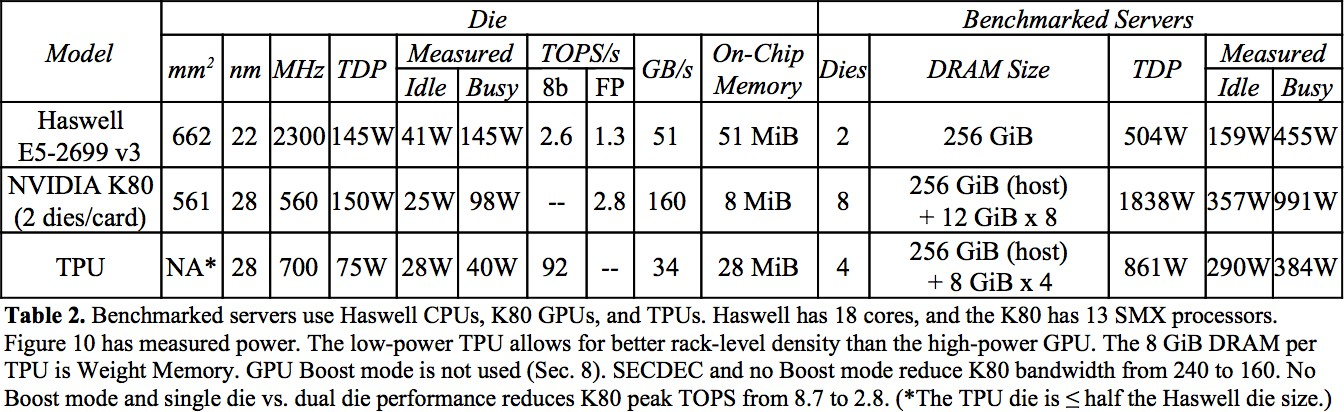 Model Die Benchmarked Servers
mm² nm MHz TDP Measured TOPS/s GB/s On-Chip Memory Dies DRAM Size TDP Measured
Idle Busy 8b FP Idle Busy
Haswell
E5-2699 v3 662 22 2300 145W 41W 145W 2.6 1.3 51 51 MiB 2 256 GiB 504W 159W 455W
NVIDIA K80
(2 dies/card) 561 28 560 150W 25W 98W -- 2.8 160 8 MiB 8 256 GiB (host)
+ 12 GiB x 8 1838W 357W 991W
TPU NA* 28 700 75W 28W 40W 92 -- 34 28 MiB 4 256 GiB (host)
+ 8 GiB x 4 861W 290W 384W
Table 2. Benchmarked servers use Haswell CPUs, K80 GPUs, and TPUs. Haswell has 18 cores, and the K80 has 13 SMX processors.
Figure 10 has measured power. The low-power TPU allows for better rack-level density than the high-power GPU. The 8 GiB DRAM per
TPU is Weight Memory. GPU Boost mode is not used (Sec. 8). SECDEC and no Boost mode reduce K80 bandwidth from 240 to 160. No
Boost mode and single die vs. dual die performance reduces K80 peak TOPS from 8.7 to 2.8. (*The TPU die is ≤ half the Haswell die size.)